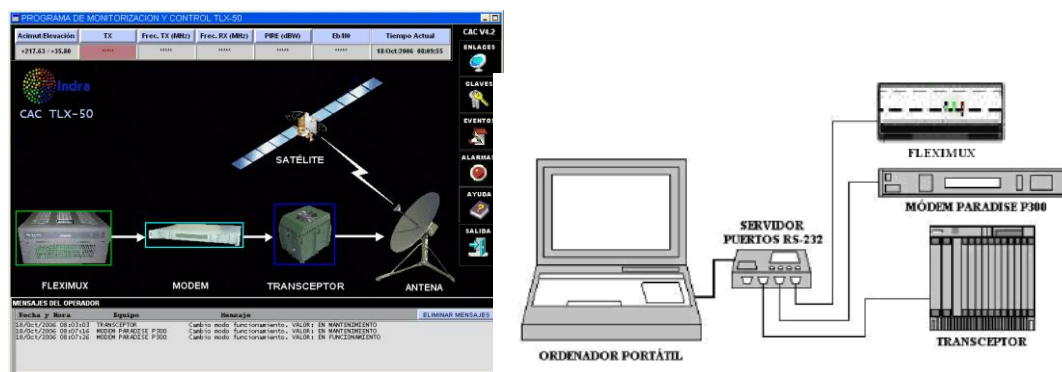 PROGRAMA DE MONITORIZACION Y CONTROL TLX-50
Acimut/Elevación TX Frec. TX (MHz) Frec. RX (MHz) PIRE (dBW) Eb/N0 Tiempo Actual CAC V4.2
+217.63 / +35.80 ***** ***** ***** ***** ***** 18/Oct/2006 08:09:55
ENLACES
CLAVES
EVENTOS
ALARMAS
AYUDA
SALIDA
Indra
CAC TLX-50
SATÉLITE
FLEXIMUX MODEM TRANSCEPTOR ANTENA
MENSAJES DEL OPERADOR
Fecha y Hora Equipo Mensaje ELIMINAR MENSAJES
18/Oct/2006 08:03:03 TRANSCEPTOR Cambio modo funcionamiento. VALOR: EN MANTENIMIENTO
18/Oct/2006 08:07:16 MODEM PARADISE P300 Cambio modo funcionamiento. VALOR: EN MANTENIMIENTO
18/Oct/2006 08:07:26 MODEM PARADISE P300 Cambio modo funcionamiento. VALOR: EN FUNCIONAMIENTO
FLEXIMUX
MÓDEM PARADISE P300
SERVIDOR
PUERTOS RS-232
TRANSCEPTOR
ORDENADOR PORTÁTIL